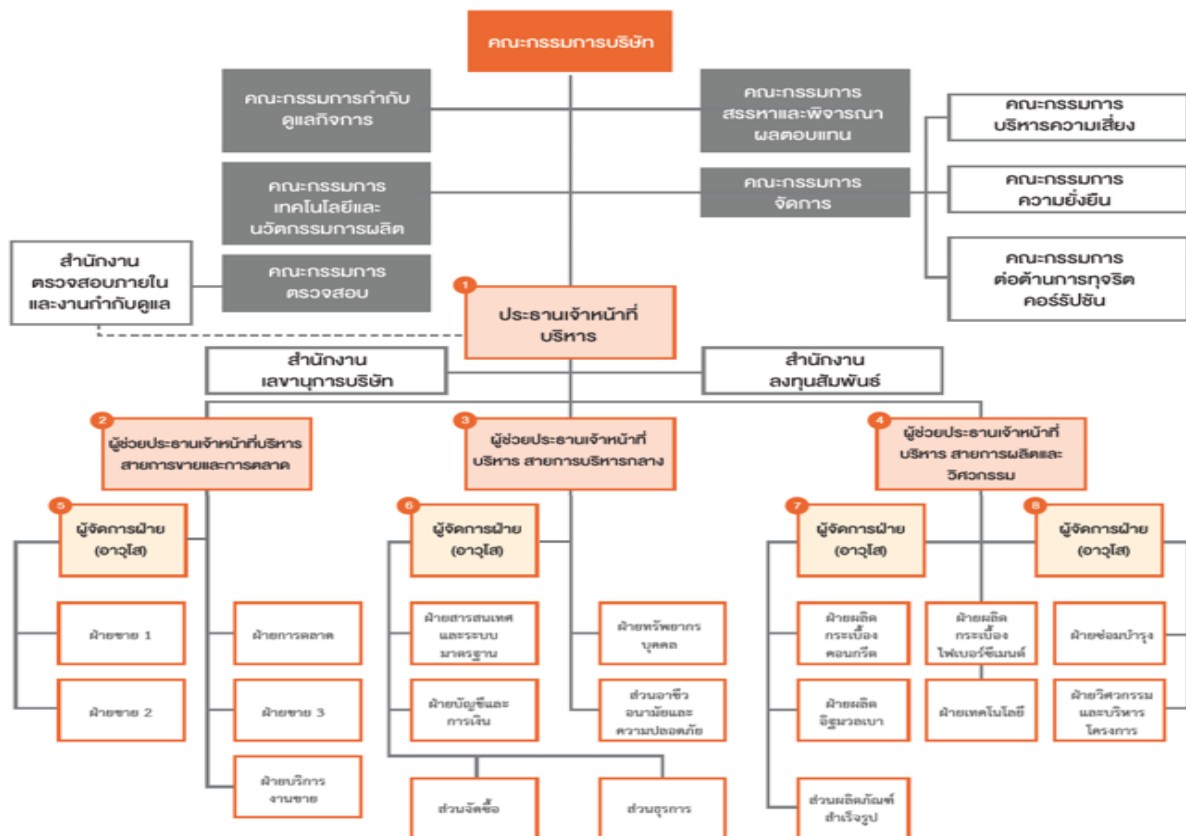 คณะกรรมการบริษัท
คณะกรรมการกำกับ
ดูแลกิจการ
คณะกรรมการ
สรรหาและพิจารณา
ผลตอบแทน
คณะกรรมการ
บริหารความเสี่ยง
คณะกรรมการ
เทคโนโลยีและ
นวัตกรรมการผลิต
คณะกรรมการ
จัดการ
คณะกรรมการ
ความยั่งยืน
สำนักงาน
ตรวจสอบภายใน
และงานกำกับดูแล
คณะกรรมการ
ตรวจสอบ
คณะกรรมการ
ต่อต้านการทุจริต
คอร์รัปชัน
1
ประธานเจ้าหน้าที่
บริหาร
สำนักงาน
เลขานุการบริษัท
สำนักงาน
ลงทุนสัมพันธ์
2
ผู้ช่วยประธานเจ้าหน้าที่บริหาร
สายการขายและการตลาด
3
ผู้ช่วยประธานเจ้าหน้าที่
บริหาร สายการบริหารกลาง
4
ผู้ช่วยประธานเจ้าหน้าที่
บริหาร สายการผลิตและ
วิศวกรรม
5
ผู้จัดการฝ่าย
(อาวุโส)
6
ผู้จัดการฝ่าย
(อาวุโส)
7
ผู้จัดการฝ่าย
(อาวุโส)
8
ผู้จัดการฝ่าย
(อาวุโส)
ฝ่ายขาย 1
ฝ่ายการตลาด
ฝ่ายสารสนเทศ
และระบบ
มาตรฐาน
ฝ่ายทรัพยากร
บุคคล
ฝ่ายผลิต
กระเบื้อง
คอนกรีต
ฝ่ายผลิต
กระเบื้อง
ไฟเบอร์ซีเมนต์
ฝ่ายซ่อมบำรุง
ฝ่ายขาย 2
ฝ่ายขาย 3
ฝ่ายบัญชีและ
การเงิน
ส่วนอาชีว
อนามัยและ
ความปลอดภัย
ฝ่ายผลิต
อิฐมวลเบา
ฝ่ายเทคโนโลยี
ฝ่ายวิศวกรรม
และบริหาร
โครงการ
ฝ่ายบริการ
งานขาย
ส่วนจัดซื้อ
ส่วนธุรการ
ส่วนผลิตภัณฑ์
สำเร็จรูป